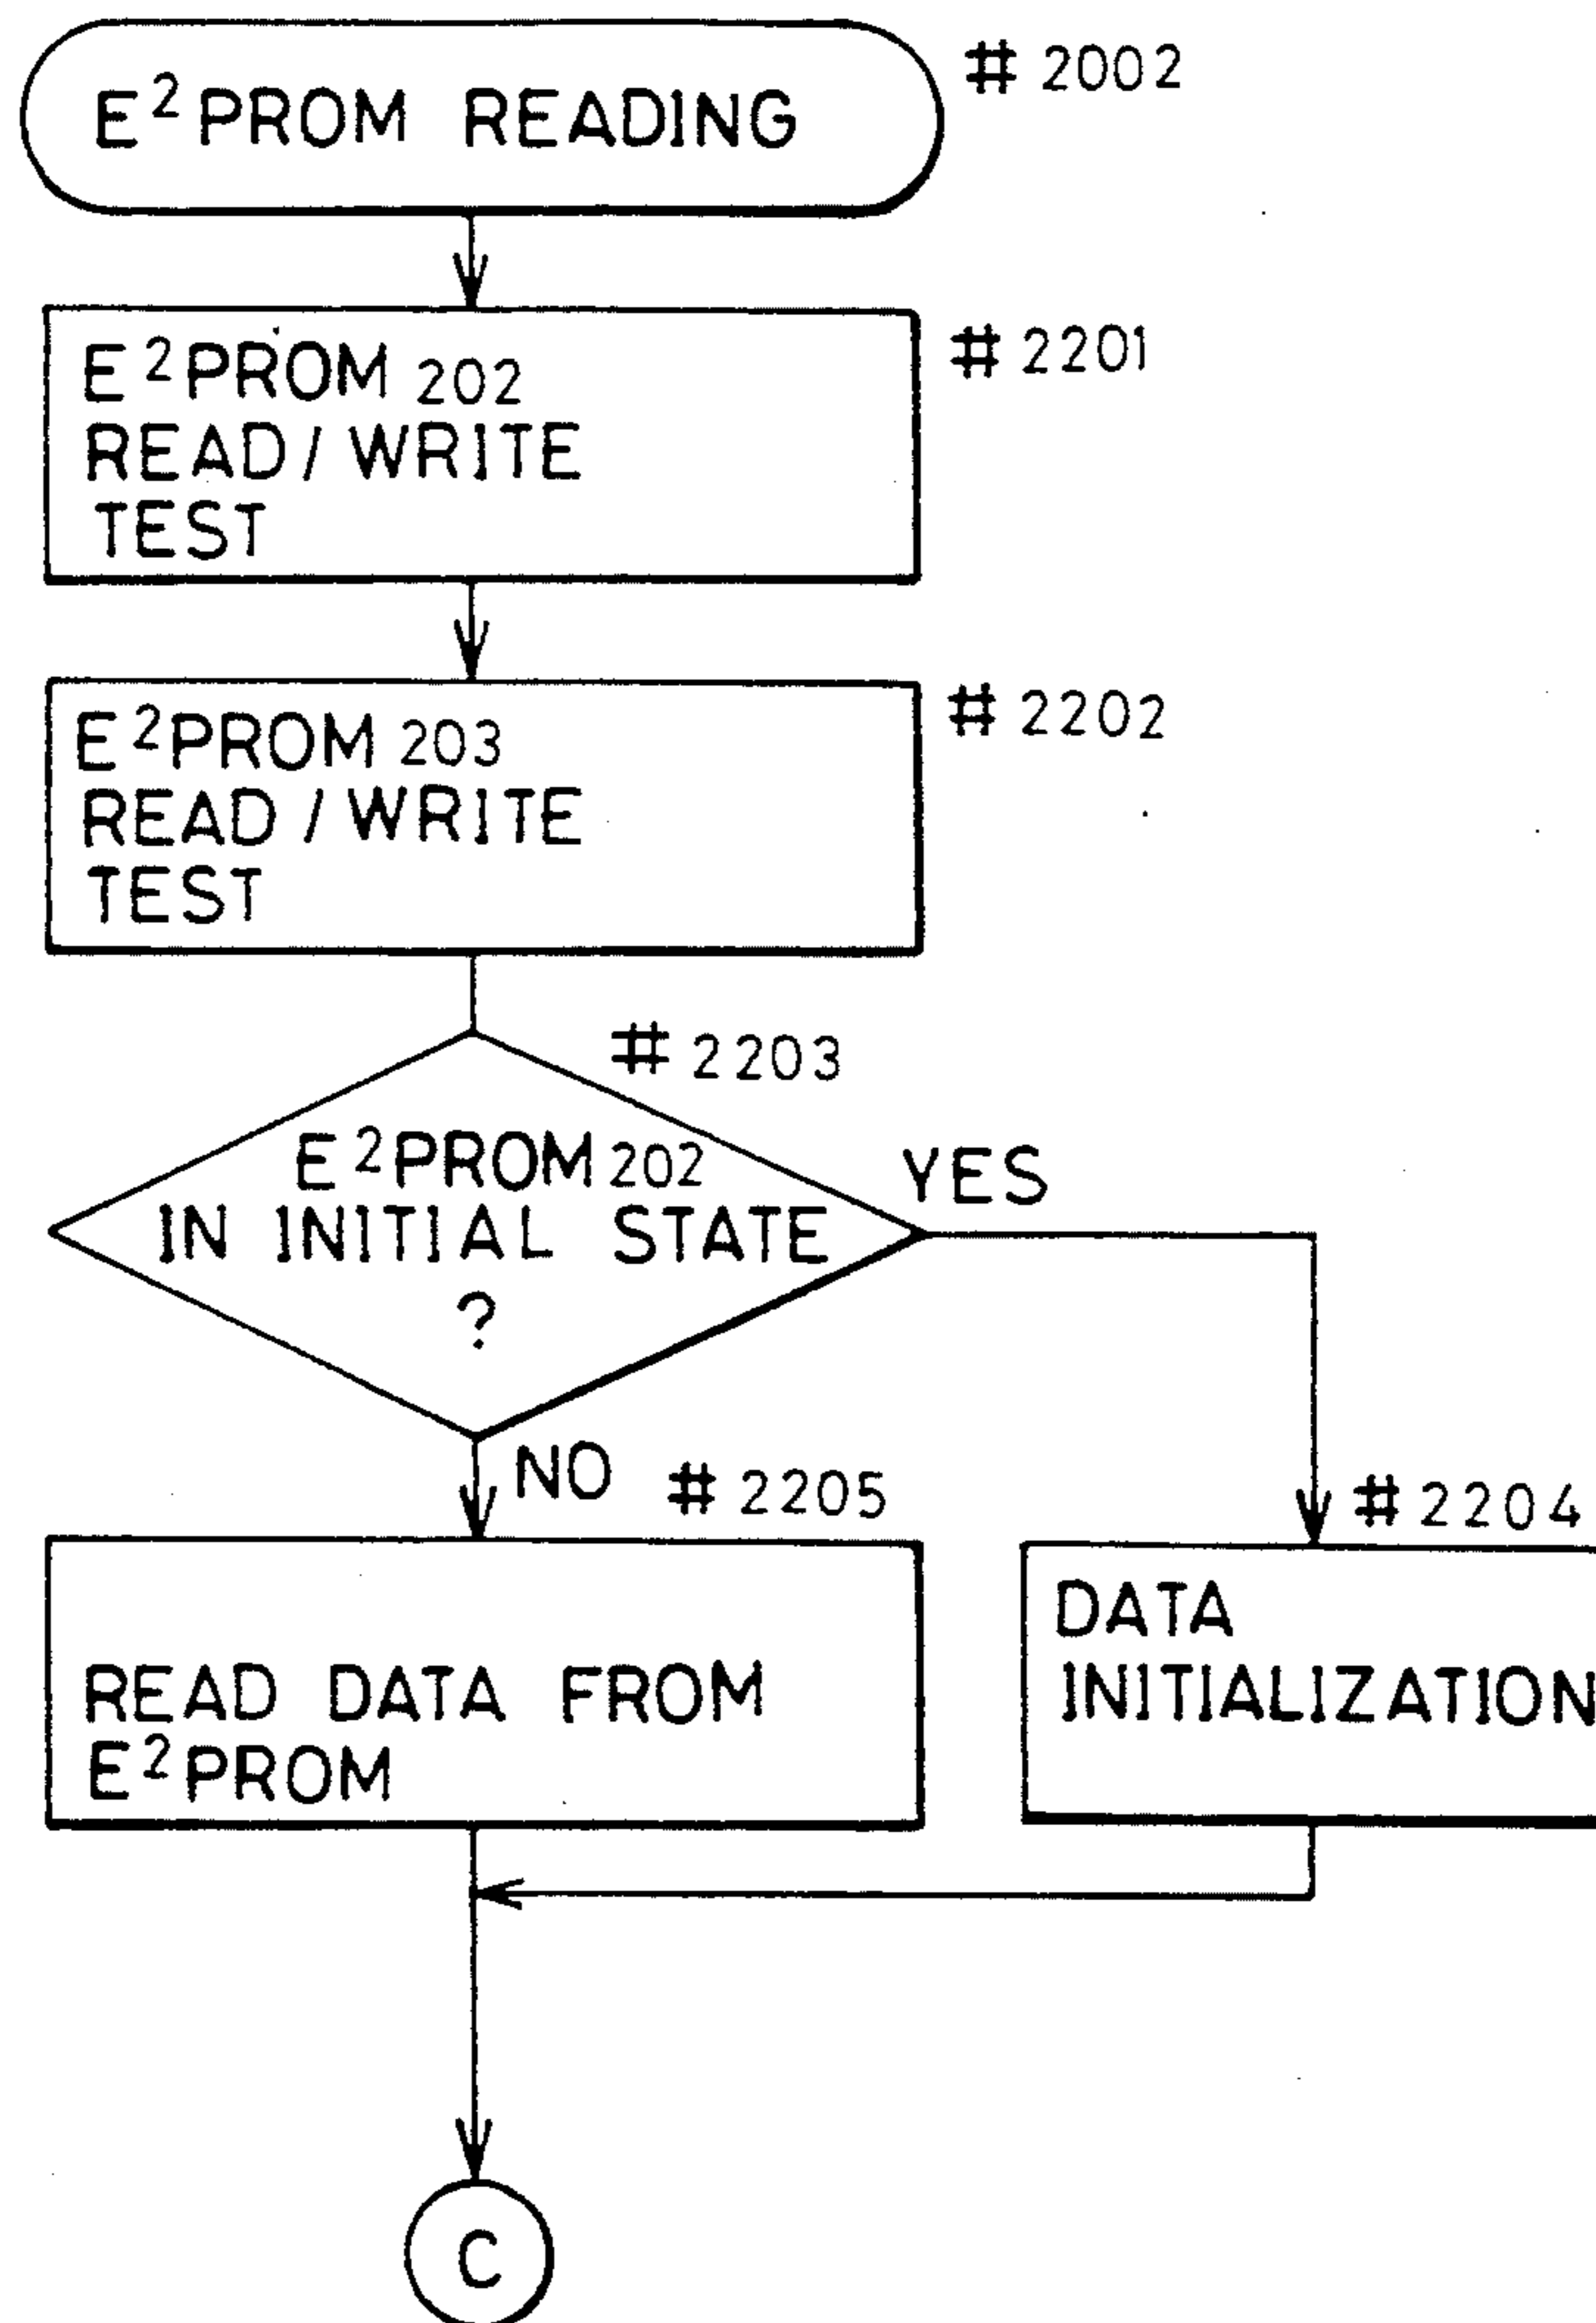 E²PROM READING
# 2002
E²PROM 202
READ/WRITE
TEST
# 2201
E²PROM 203
READ/WRITE
TEST
# 2202
# 2203
E²PROM 202
IN INITIAL STATE
?
YES
NO
# 2205
# 2204
READ DATA FROM
E²PROM
DATA
INITIALIZATION
C